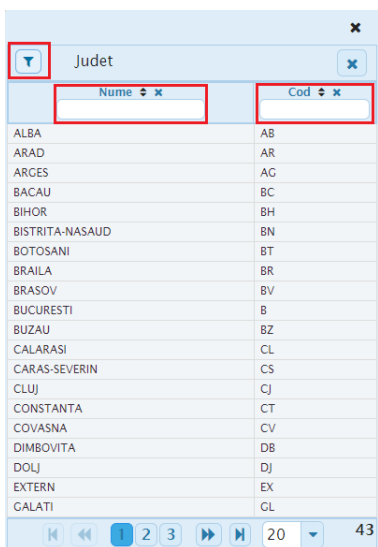 Judet
Nume Cod
ALBA AB
ARAD AR
ARGES AG
BACAU BC
BIHOR BH
BISTRITA-NASAUD BN
BOTOSANI BT
BRAILA BR
BRASOV BV
BUCURESTI B
BUZAU BZ
CALARASI CL
CARAS-SEVERIN CS
CLUJ CJ
CONSTANTA CT
COVASNA CV
DIMBOVITA DB
DOLJ DJ
EXTERN EX
GALATI GL
1 2 3 20 43